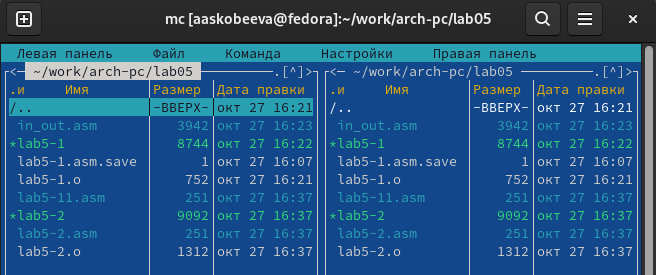 mc [aaskobeeva@fedora]:~/work/arch-pc/lab05
Левая панель Файл Команда Настройки Правая панель
<─ ~/work/arch-pc/lab05 ─.[^]> <─ ~/work/arch-pc/lab05 ─.[^]>
.и Имя Размер Дата правки .и Имя Размер Дата правки
/.. -ВВЕРХ- окт 27 16:21 /.. -ВВЕРХ- окт 27 16:21
in_out.asm 3942 окт 27 16:23 in_out.asm 3942 окт 27 16:23
*lab5-1 8744 окт 27 16:22 *lab5-1 8744 окт 27 16:22
lab5-1.asm.save 1 окт 27 16:07 lab5-1.asm.save 1 окт 27 16:07
lab5-1.o 752 окт 27 16:21 lab5-1.o 752 окт 27 16:21
lab5-11.asm 251 окт 27 16:37 lab5-11.asm 251 окт 27 16:37
*lab5-2 9092 окт 27 16:37 *lab5-2 9092 окт 27 16:37
lab5-2.asm 251 окт 27 16:37 lab5-2.asm 251 окт 27 16:37
lab5-2.o 1312 окт 27 16:37 lab5-2.o 1312 окт 27 16:37